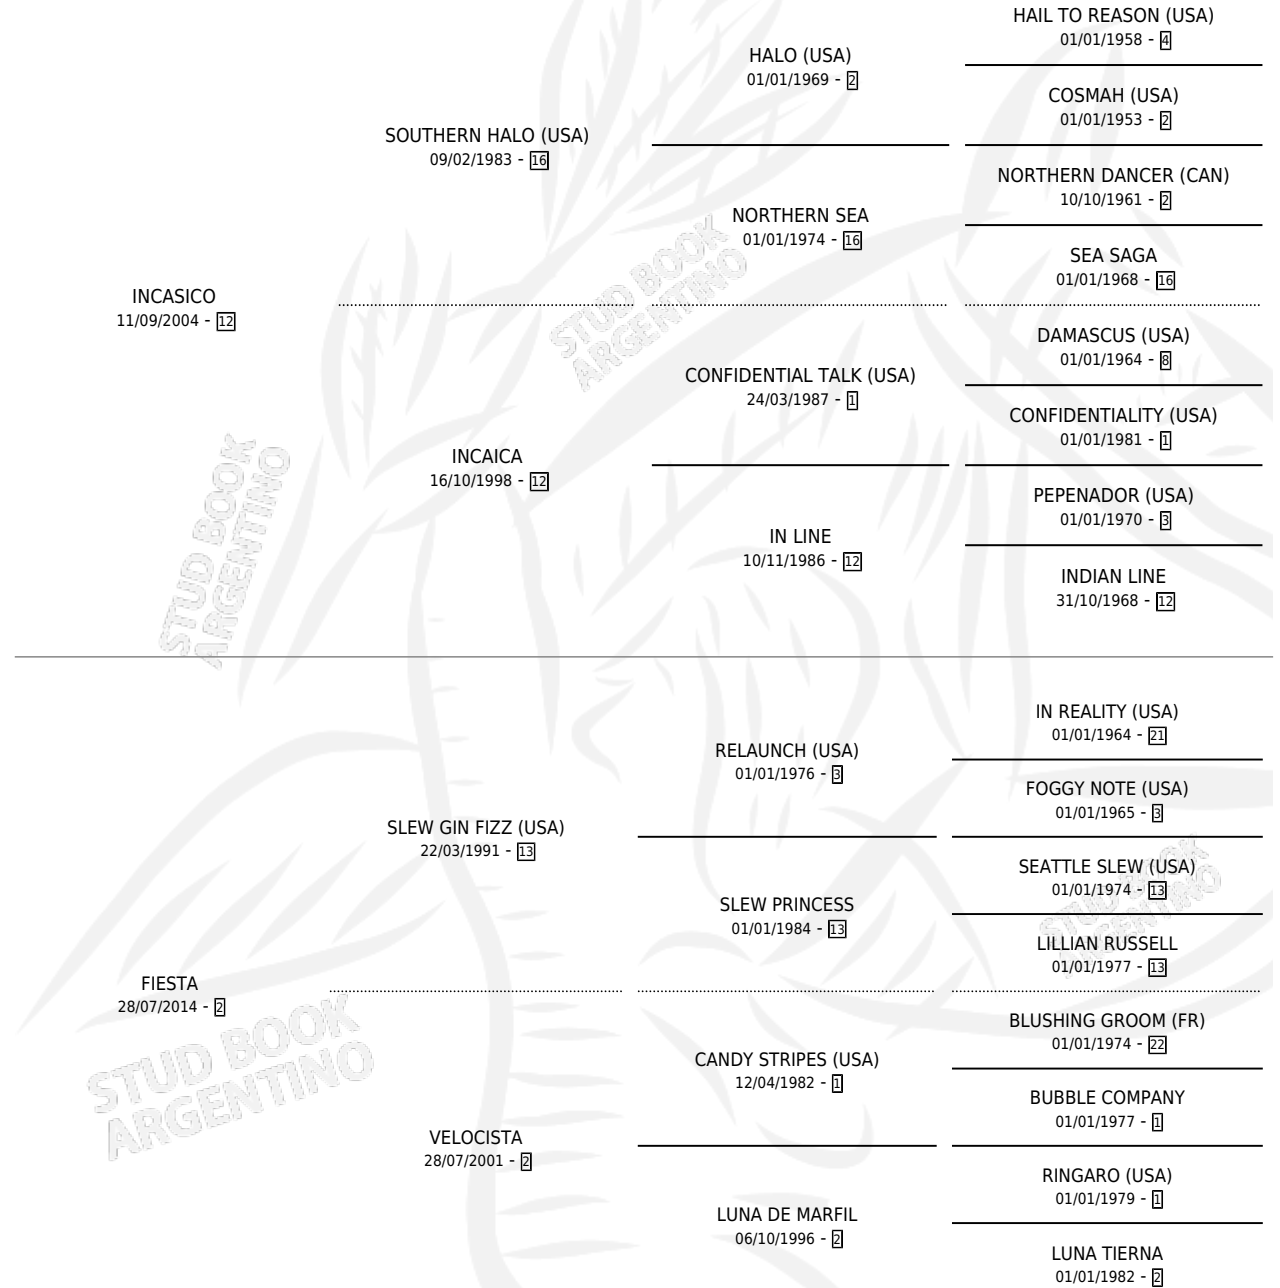 HAIL TO REASON (USA)
01/01/1958 - 4
HALO (USA)
01/01/1969 - 2
COSMAH (USA)
01/01/1953 - 2
SOUTHERN HALO (USA)
09/02/1983 - 16
NORTHERN DANCER (CAN)
10/10/1961 - 2
NORTHERN SEA
01/01/1974 - 16
SEA SAGA
01/01/1968 - 16
INCASICO
11/09/2004 - 12
STUD BOOK
ARGENTINO
DAMASCUS (USA)
01/01/1964 - 8
CONFIDENTIAL TALK (USA)
24/03/1987 - 1
CONFIDENTIALITY (USA)
01/01/1981 - 1
INCAICA
16/10/1998 - 12
PEPENADOR (USA)
01/01/1970 - 3
IN LINE
10/11/1986 - 12
INDIAN LINE
31/10/1968 - 12
STUD BOOK
ARGENTINO
IN REALITY (USA)
01/01/1964 - 21
RELAUNCH (USA)
01/01/1976 - 3
FOGGY NOTE (USA)
01/01/1965 - 3
SLEW GIN FIZZ (USA)
22/03/1991 - 13
SEATTLE SLEW (USA)
01/01/1974 - 13
SLEW PRINCESS
01/01/1984 - 13
LILLIAN RUSSELL
01/01/1977 - 13
STUD BOOK
ARGENTINO
FIESTA
28/07/2014 - 2
BLUSHING GROOM (FR)
01/01/1974 - 22
CANDY STRIPES (USA)
12/04/1982 - 1
BUBBLE COMPANY
01/01/1977 - 1
STUD BOOK
ARGENTINO
VELOCISTA
28/07/2001 - 2
RINGARO (USA)
01/01/1979 - 1
LUNA DE MARFIL
06/10/1996 - 2
LUNA TIERNA
01/01/1982 - 2